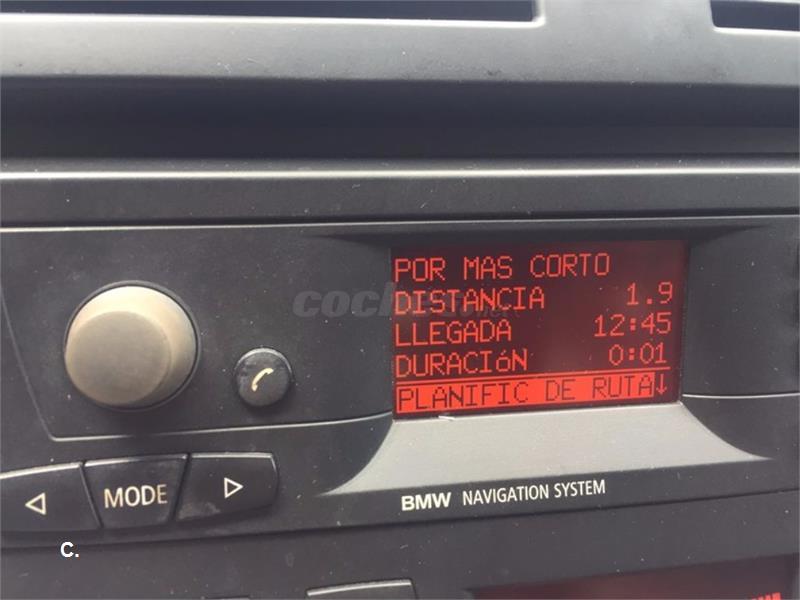 POR MAS CORTO
DISTANCIA 1.9
LLEGADA 12:45
DURACIóN 0:01
PLANIFIC DE RUTA↓
MODE
BMW NAVIGATION SYSTEM
C.